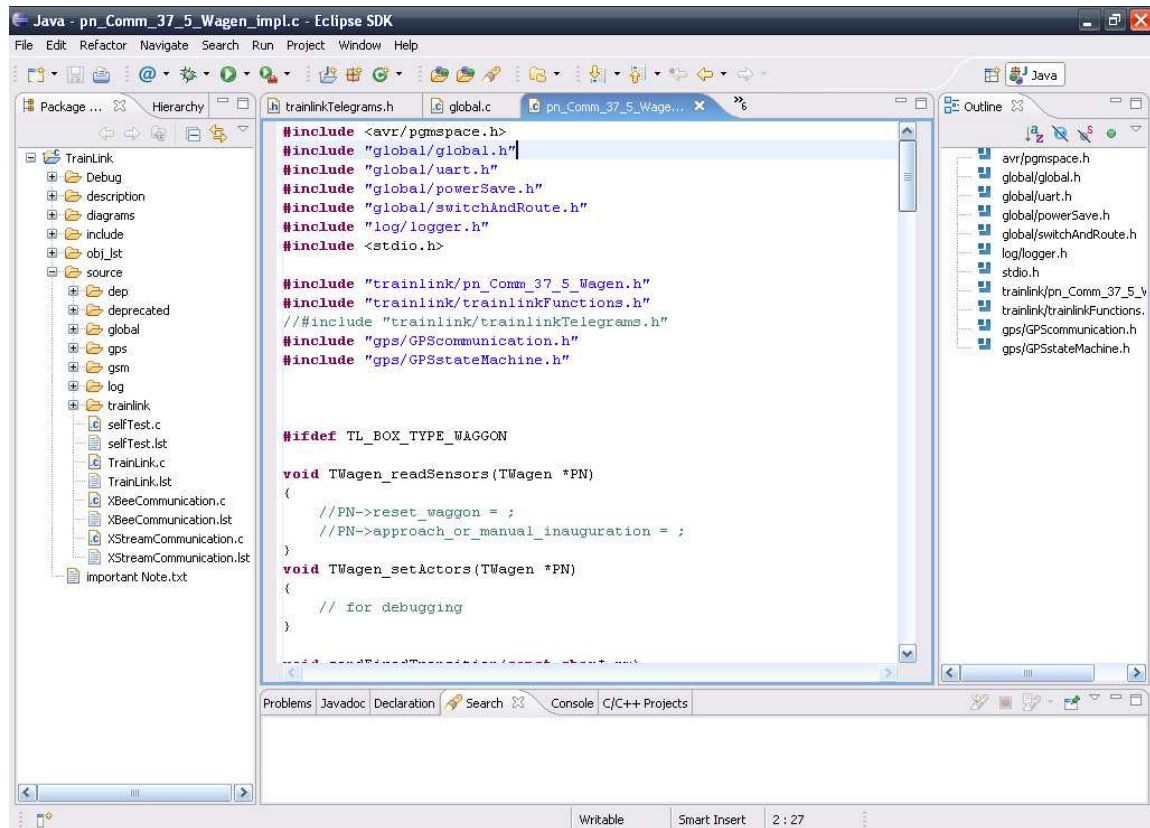 Java - pn_Comm_37_5_Wagen_impl.c - Eclipse SDK
File Edit Refactor Navigate Search Run Project Window Help
Java
Package ...
Hierarchy
TrainLink
Debug
description
diagrams
include
obj_lst
source
dep
deprecated
global
gps
gsm
log
trainlink
selfTest.c
selfTest.lst
TrainLink.c
TrainLink.lst
XBeeCommunication.c
XBeeCommunication.lst
XStreamCommunication.c
XStreamCommunication.lst
important Note.txt
trainlinkTelegrams.h
global.c
pn_Comm_37_5_Wage...
»6
#include <avr/pgmspace.h>
#include "global/global.h"
#include "global/uart.h"
#include "global/powerSave.h"
#include "global/switchAndRoute.h"
#include "log/logger.h"
#include <stdio.h>
#include "trainlink/pn_Comm_37_5_Wagen.h"
#include "trainlink/trainlinkFunctions.h"
//#include "trainlink/trainlinkTelegrams.h"
#include "gps/GPScommunication.h"
#include "gps/GPSstateMachine.h"
#ifdef TL_BOX_TYPE_WAGGON
void TWagen_readSensors(TWagen *PN)
{
//PN->reset_waggon = ;
//PN->approach_or_manual_inauguration = ;
}
void TWagen_setActors(TWagen *PN)
{
// for debugging
}
Outline
avr/pgmspace.h
global/global.h
global/uart.h
global/powerSave.h
global/switchAndRoute.h
log/logger.h
stdio.h
trainlink/pn_Comm_37_5_V
trainlink/trainlinkFunctions.
gps/GPScommunication.h
gps/GPSstateMachine.h
Problems Javadoc Declaration Search Console C/C++ Projects
Writable Smart Insert 2 : 27